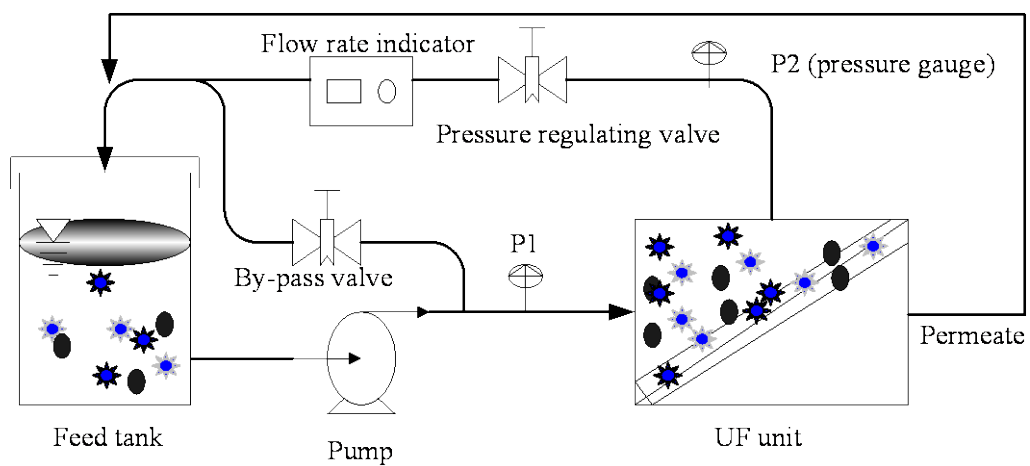 Flow rate indicator
P2 (pressure gauge)
Pressure regulating valve
By-pass valve
P1
Permeate
Feed tank
Pump
UF unit